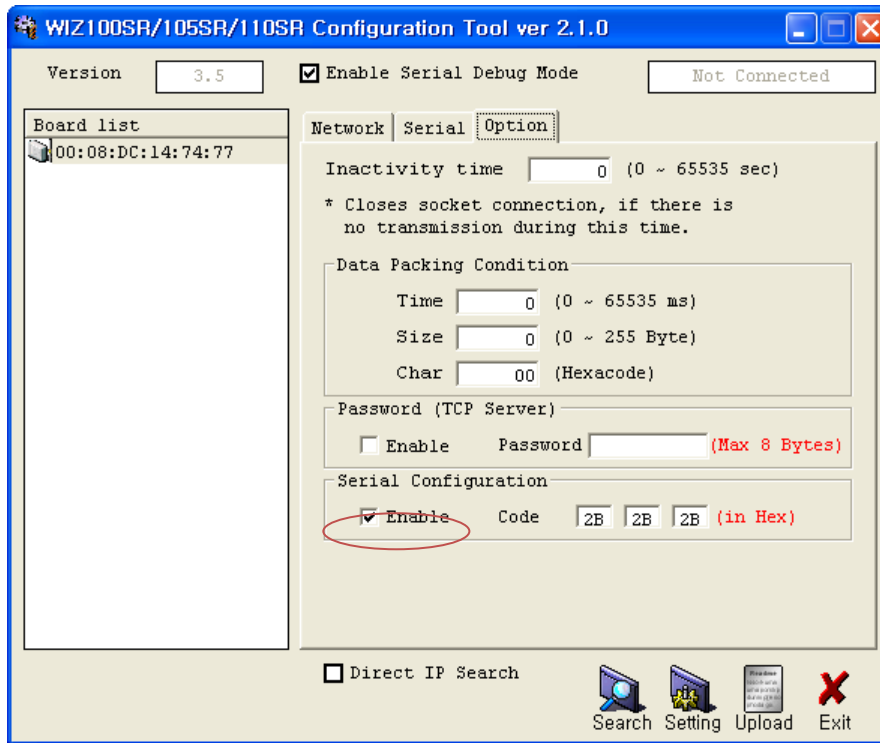 WIZ100SR/105SR/110SR Configuration Tool ver 2.1.0
Version 3.5 Enable Serial Debug Mode Not Connected
Board list
00:08:DC:14:74:77
Network Serial Option
Inactivity time 0 (0 ~ 65535 sec)
* Closes socket connection, if there is
no transmission during this time.
Data Packing Condition
Time 0 (0 ~ 65535 ms)
Size 0 (0 ~ 255 Byte)
Char 00 (Hexacode)
Password (TCP Server)
Enable Password (Max 8 Bytes)
Serial Configuration
Enable Code 2B 2B 2B (in Hex)
Direct IP Search
Search Setting Upload Exit